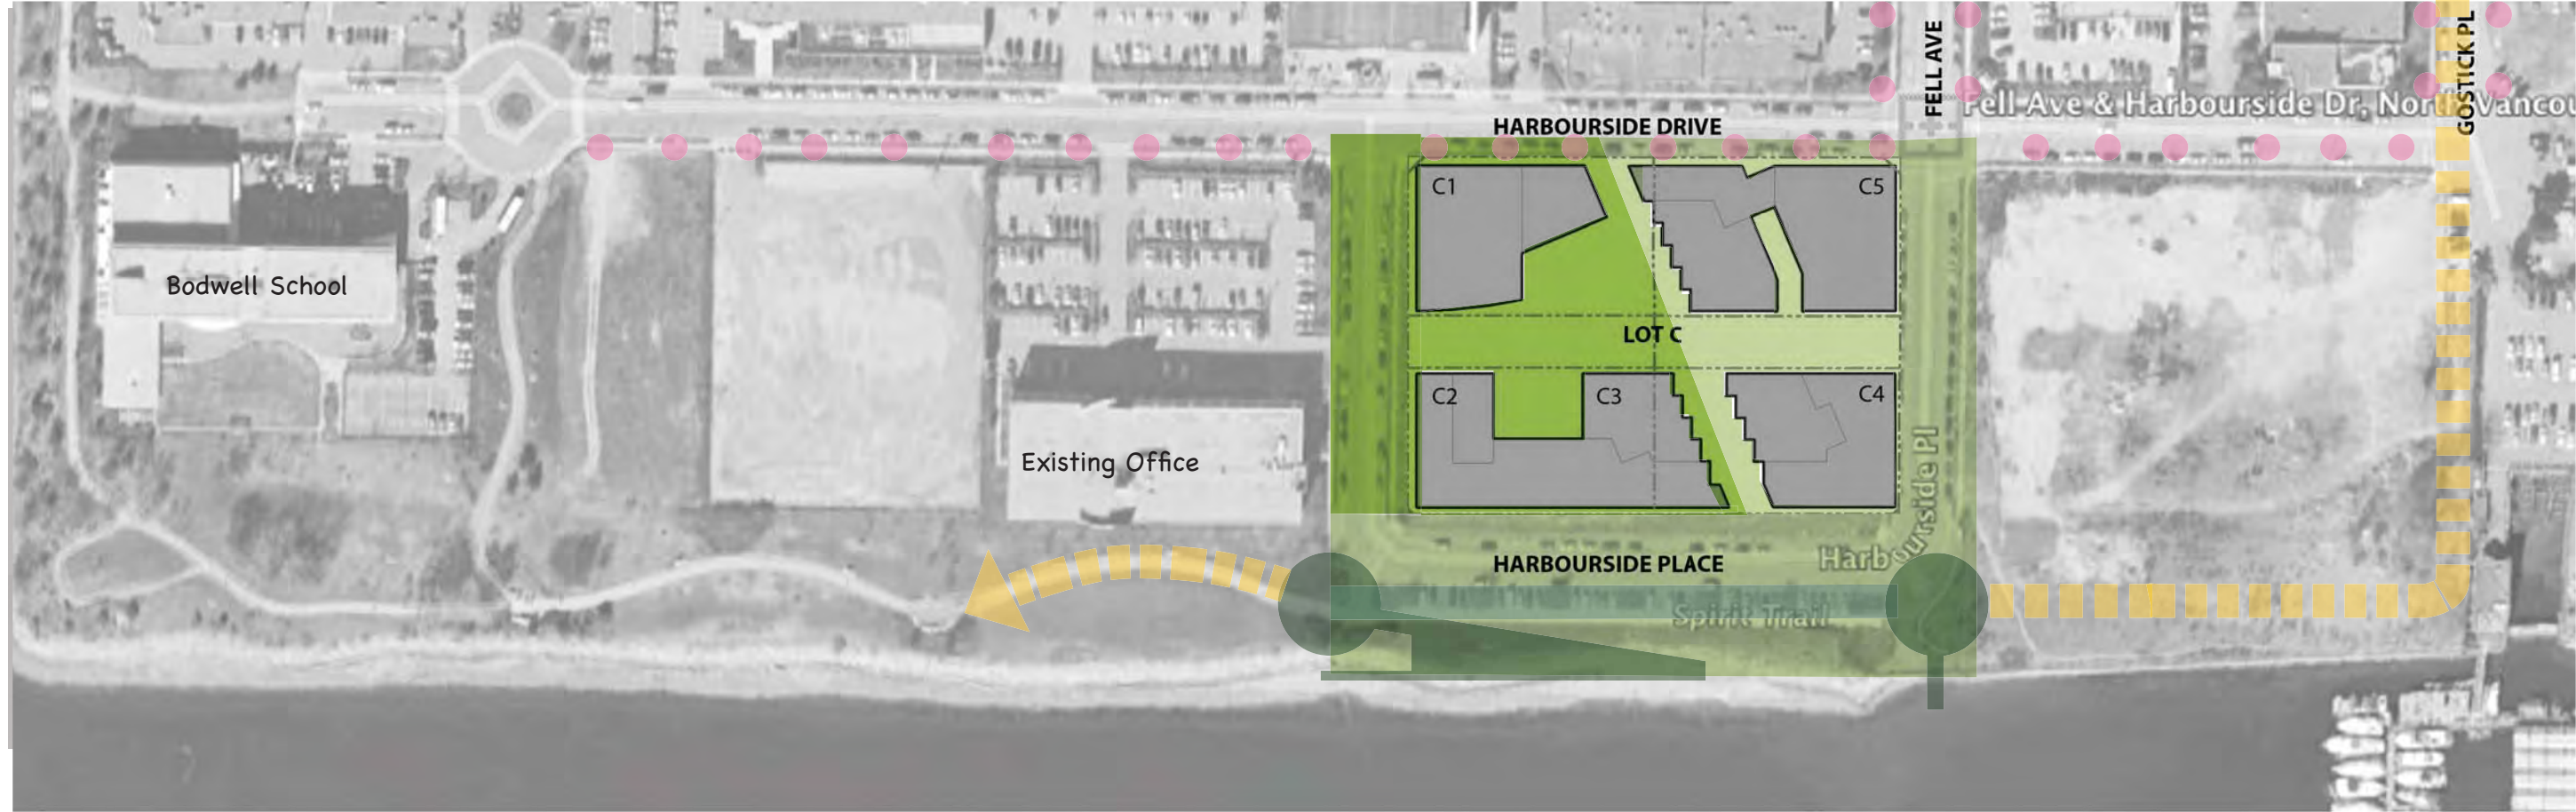 FELL AVE
GOSTICK PL
Fell Ave & Harbourside Dr, North Vancou
HARBOURSIDE DRIVE
C1
C5
Bodwell School
LOT C
C2
C3
C4
Existing Office
Harbourside Pl
HARBOURSIDE PLACE
Spirit Trail